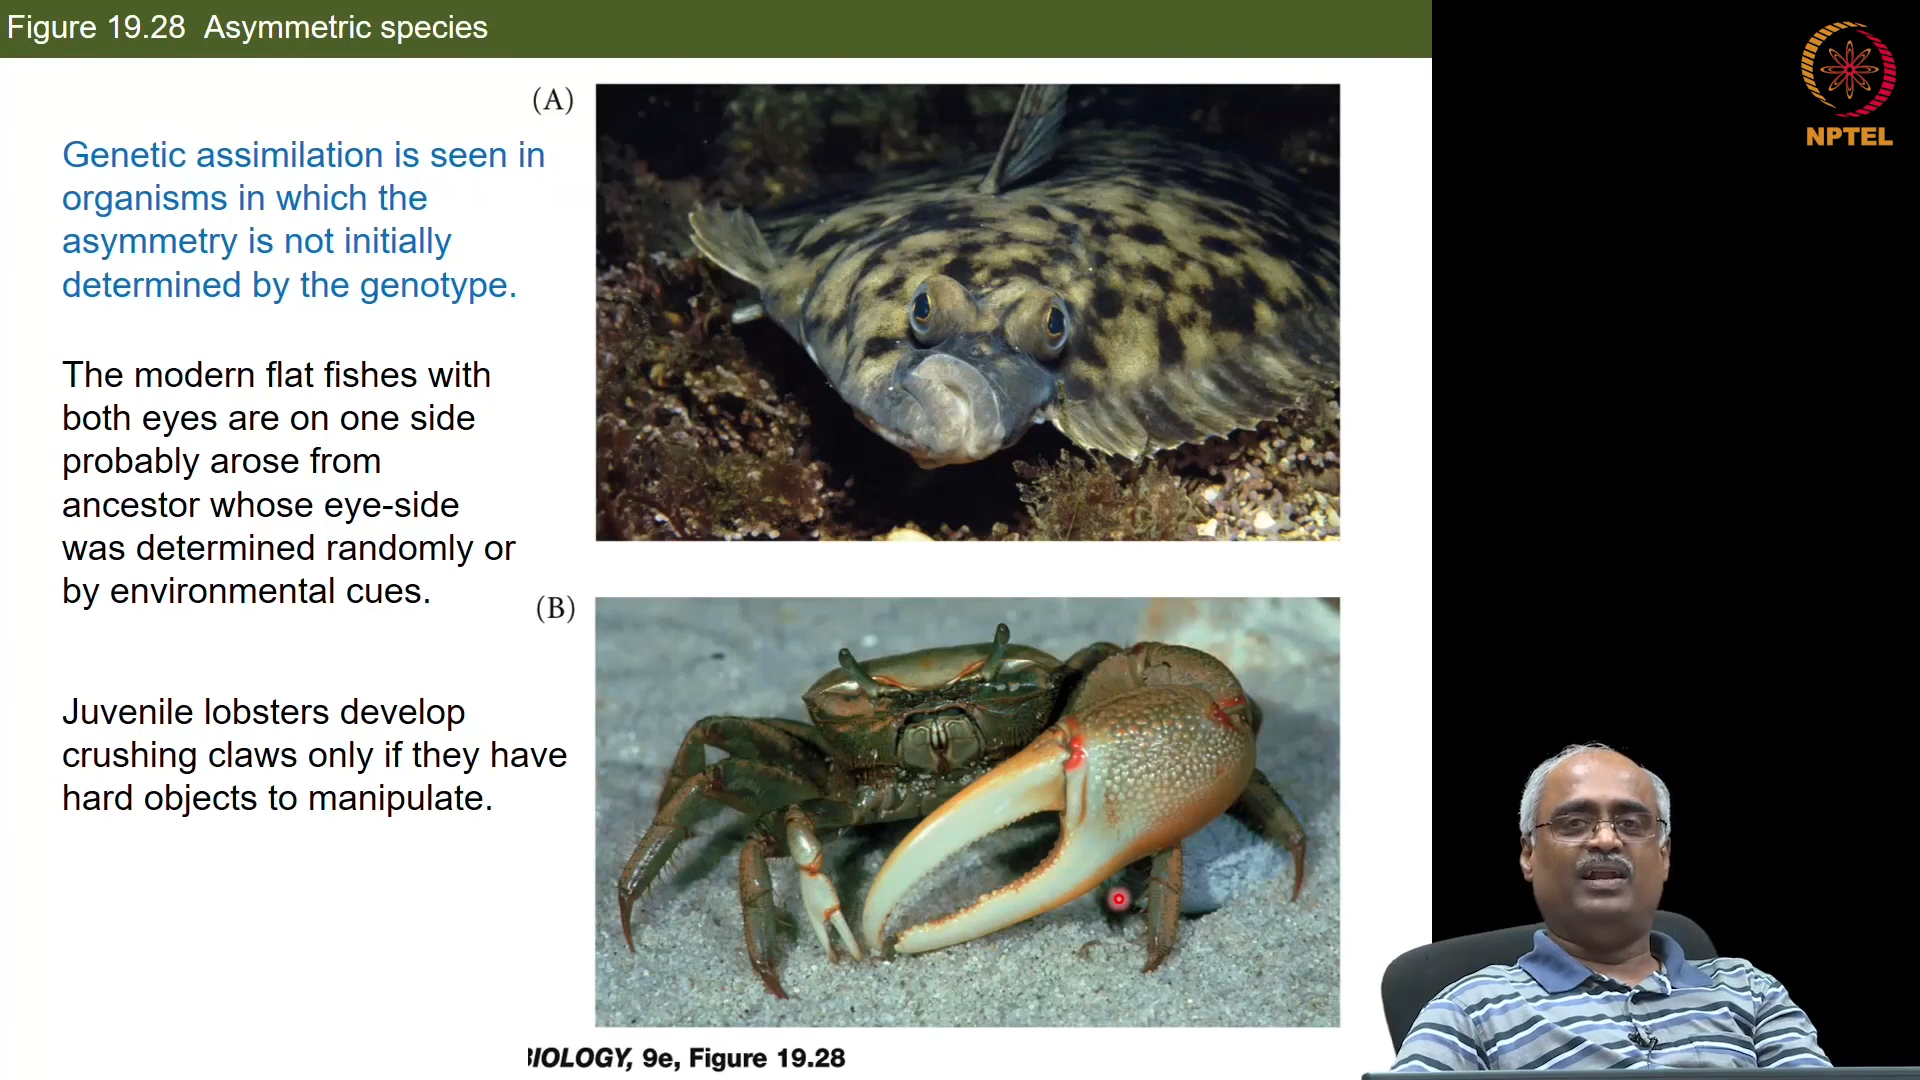 Figure 19.28 Asymmetric species
NPTEL
(A)
Genetic assimilation is seen in
organisms in which the
asymmetry is not initially
determined by the genotype.
The modern flat fishes with
both eyes are on one side
probably arose from
ancestor whose eye-side
was determined randomly or
by environmental cues.
(B)
Juvenile lobsters develop
crushing claws only if they have
hard objects to manipulate.
BIOLOGY, 9e, Figure 19.28